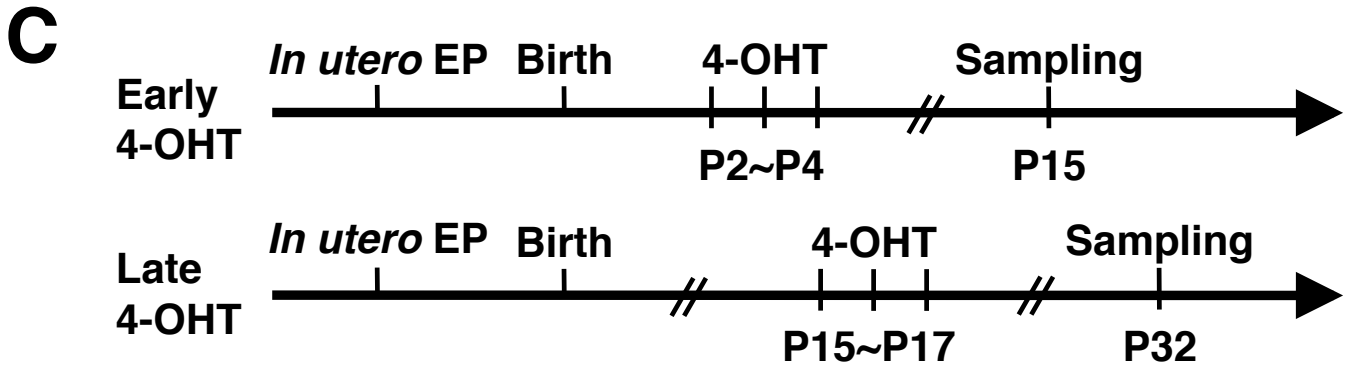 C
In utero EP Birth 4-OHT Sampling
Early
4-OHT
P2~P4 P15
In utero EP Birth 4-OHT Sampling
Late
4-OHT
P15~P17 P32